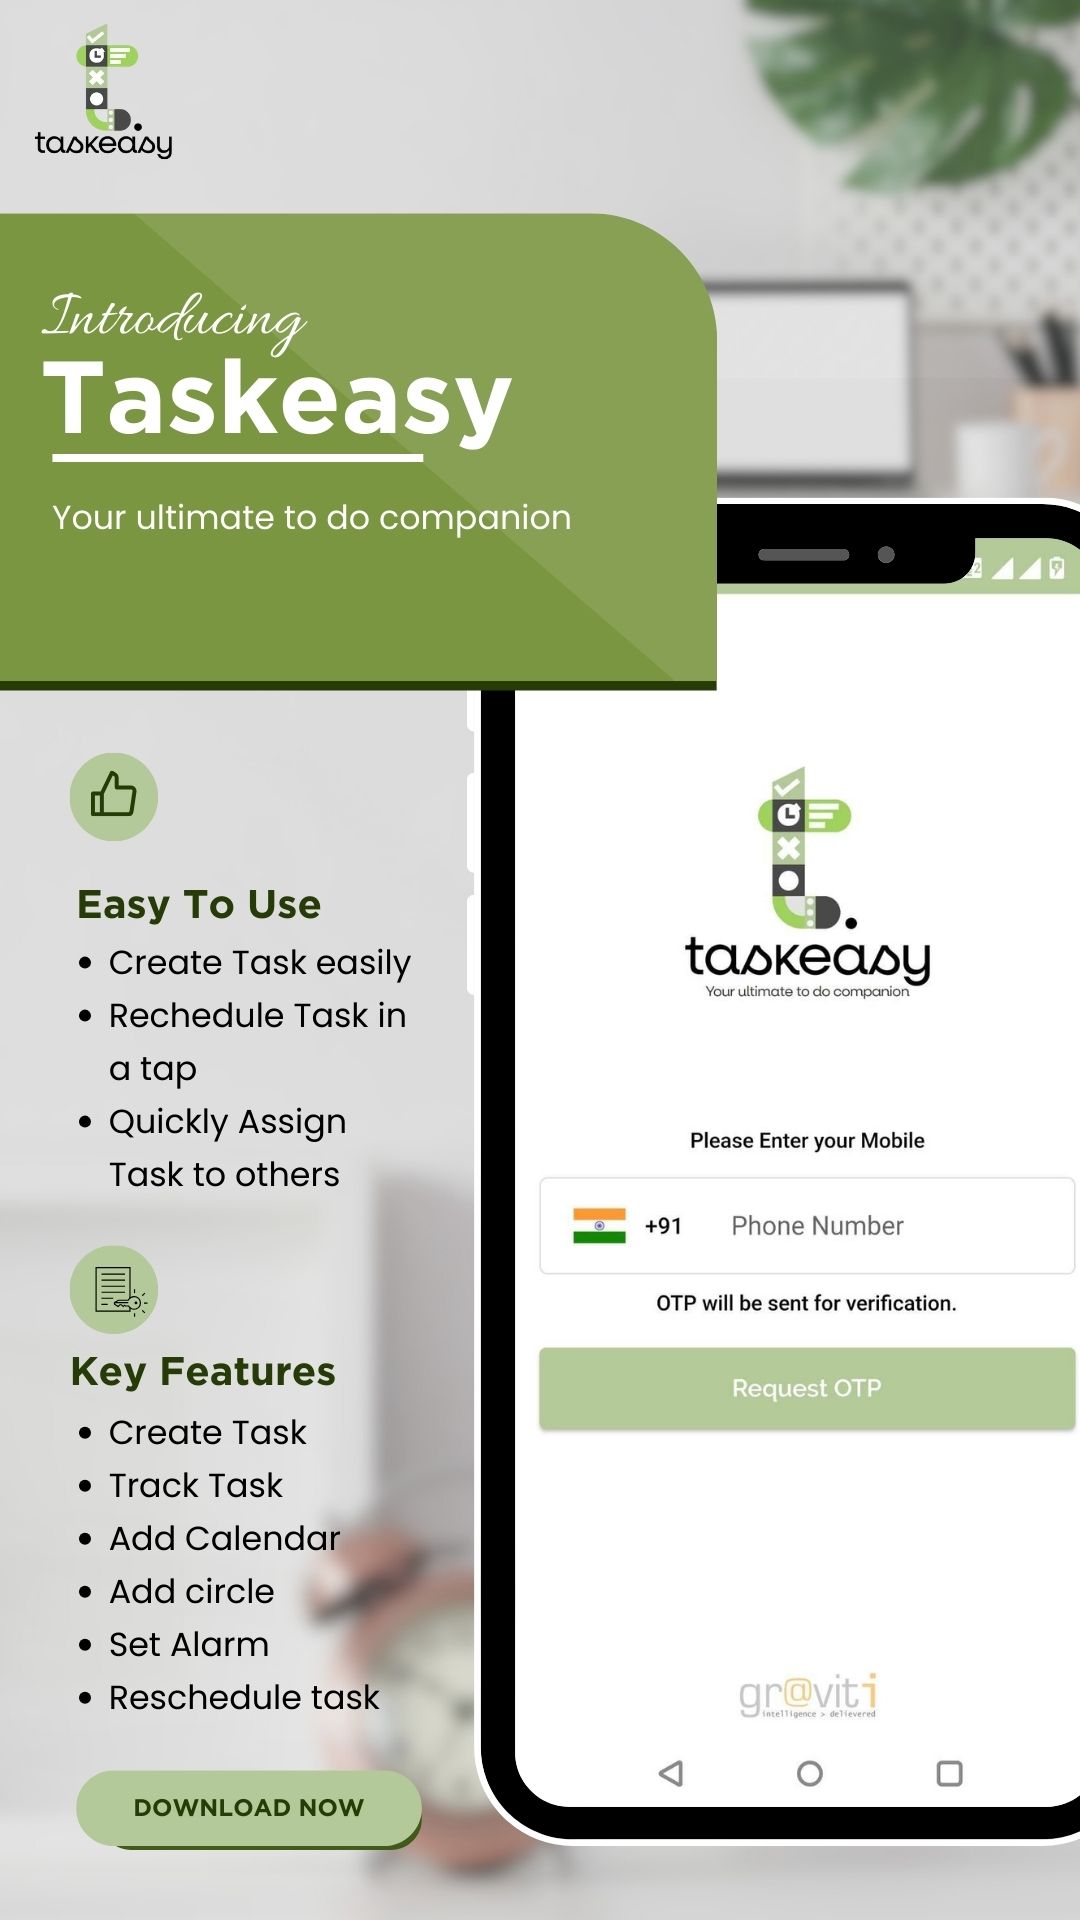 taskeasy
Introducing
Taskeasy
Your ultimate to do companion
Easy To Use
• Create Task easily
• Rechedule Task in
a tap
• Quickly Assign
Task to others
Key Features
• Create Task
• Track Task
• Add Calendar
• Add circle
• Set Alarm
• Reschedule task
DOWNLOAD NOW
2
taskeasy
Your ultimate to do companion
Please Enter your Mobile
+91 Phone Number
OTP will be sent for verification.
Request OTP
gr@viti
intelligence > delievered